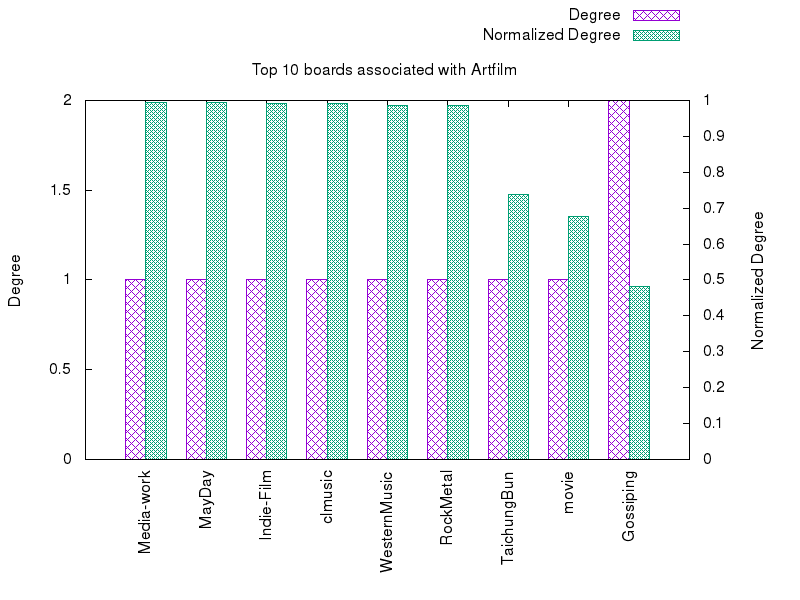 Degree
Normalized Degree
Top 10 boards associated with Artfilm
2
1.5
1
0.5
0
Degree
1
0.9
0.8
0.7
0.6
0.5
0.4
0.3
0.2
0.1
0
Normalized Degree
Media-work
MayDay
Indie-Film
clmusic
WesternMusic
RockMetal
TaichungBun
movie
Gossiping